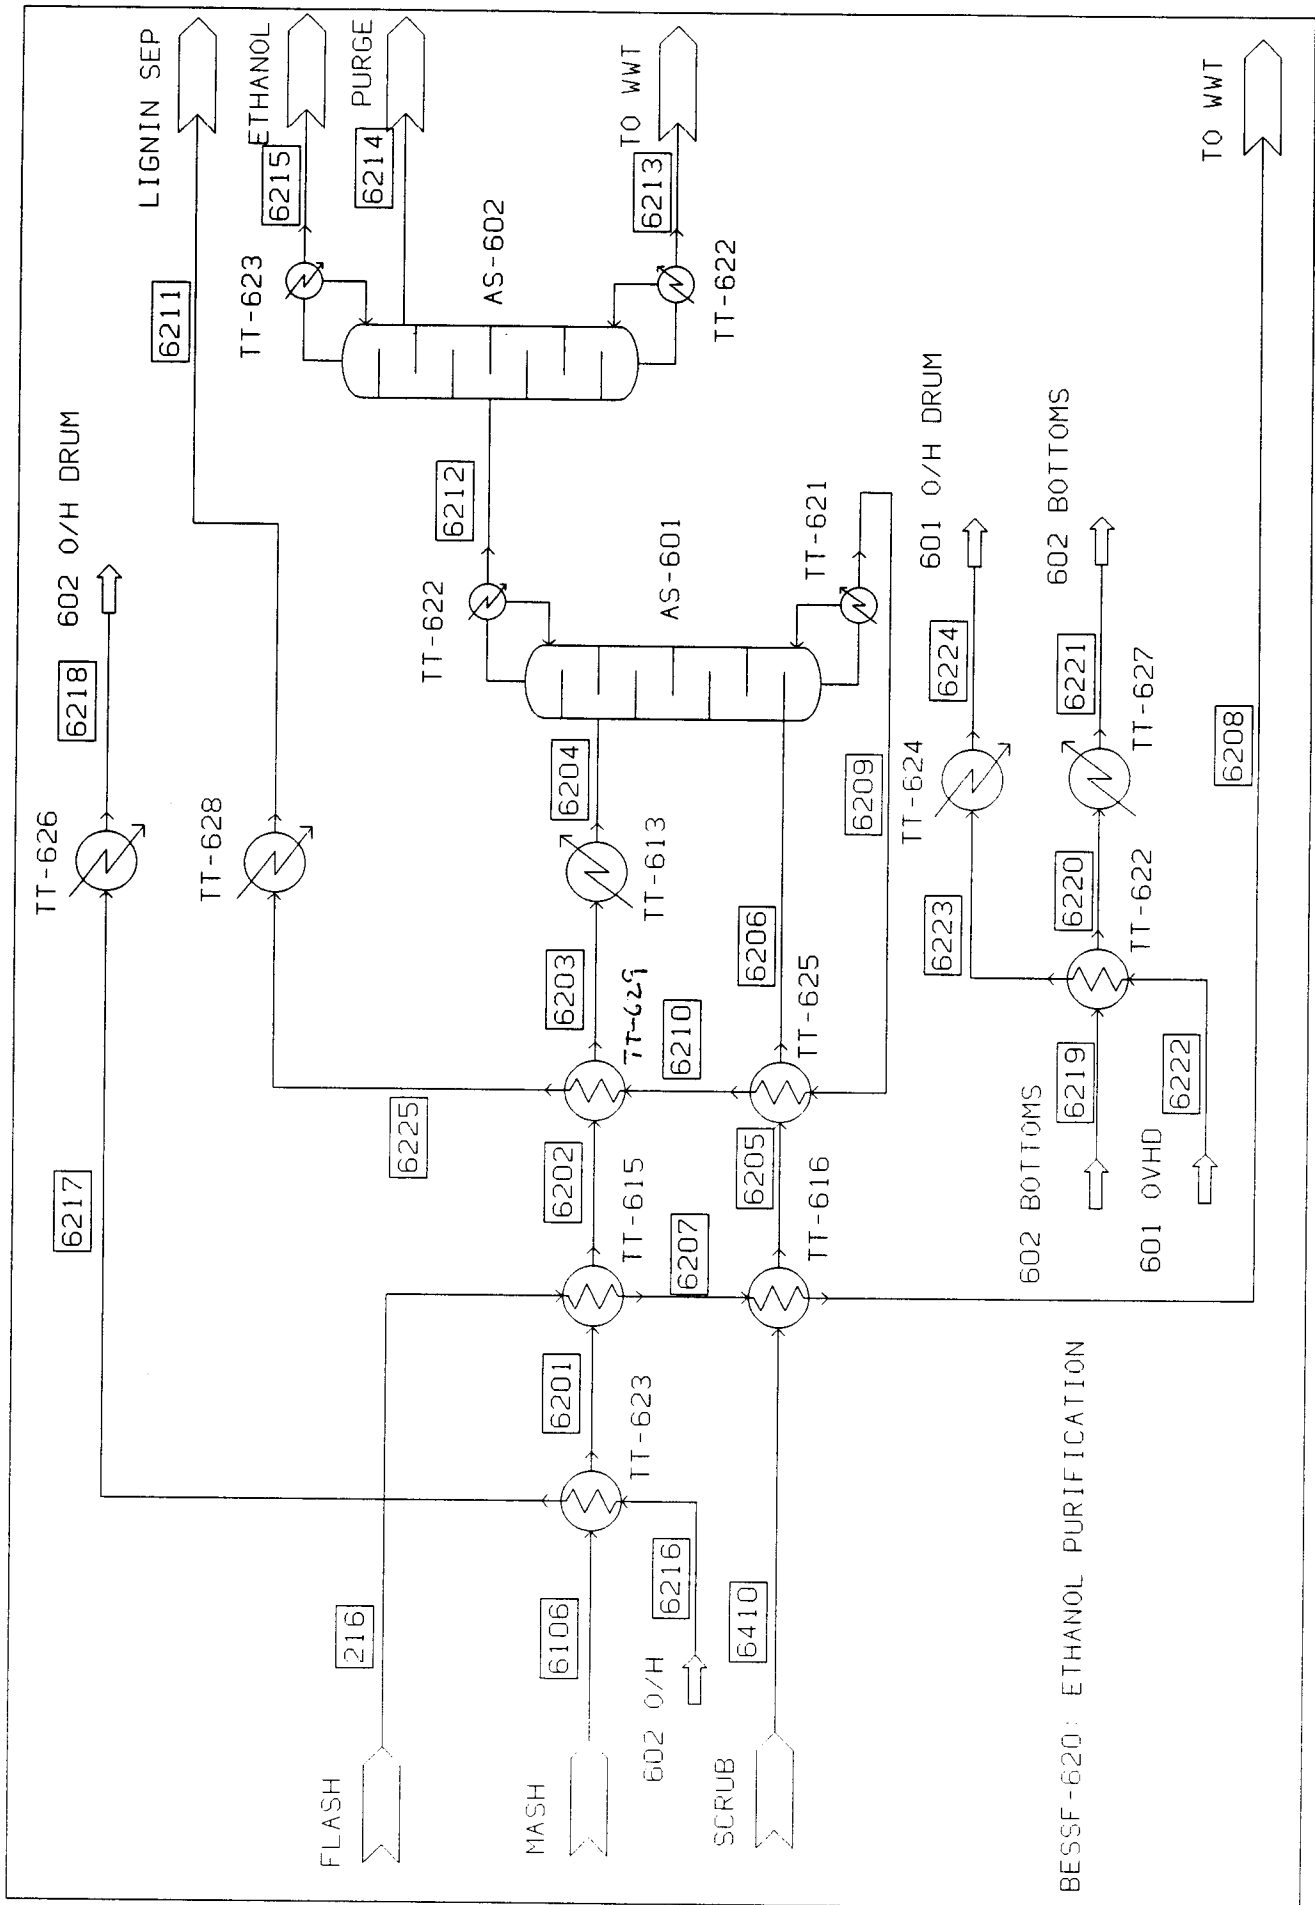 LIGNIN SEP
ETHANOL
PURGE
TO WWT
TO WWT
6211
6215
6214
6213
TT-623
AS-602
TT-622
602 O/H DRUM
6218
6212
TT-622
AS-601
TT-621
601 O/H DRUM
602 BOTTOMS
TT-626
TT-628
6204
TT-613
6209
6224
6221
TT-624
TT-627
6208
6217
6225
6203
TT-629
6210
6206
TT-625
6223
6220
TT-622
6202
TT-615
6207
6205
TT-616
6219
6222
602 BOTTOMS
601 OVHD
6201
TT-623
216
6106
6216
602 O/H
6410
FLASH
MASH
SCRUB
BESSF-620: ETHANOL PURIFICATION